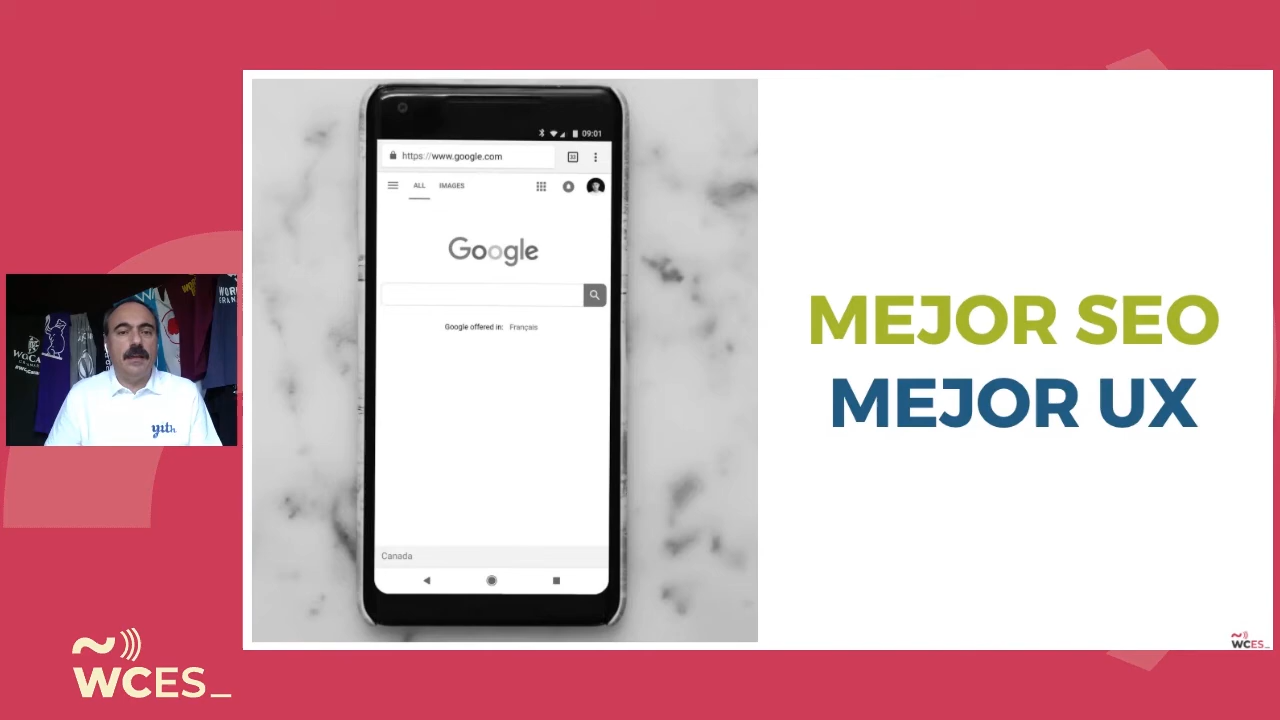 09:01
https://www.google.com
ALL IMAGES
Google
Google offered in: Français
Canada
MEJOR SEO
MEJOR UX
yith
WCES_
WCES_